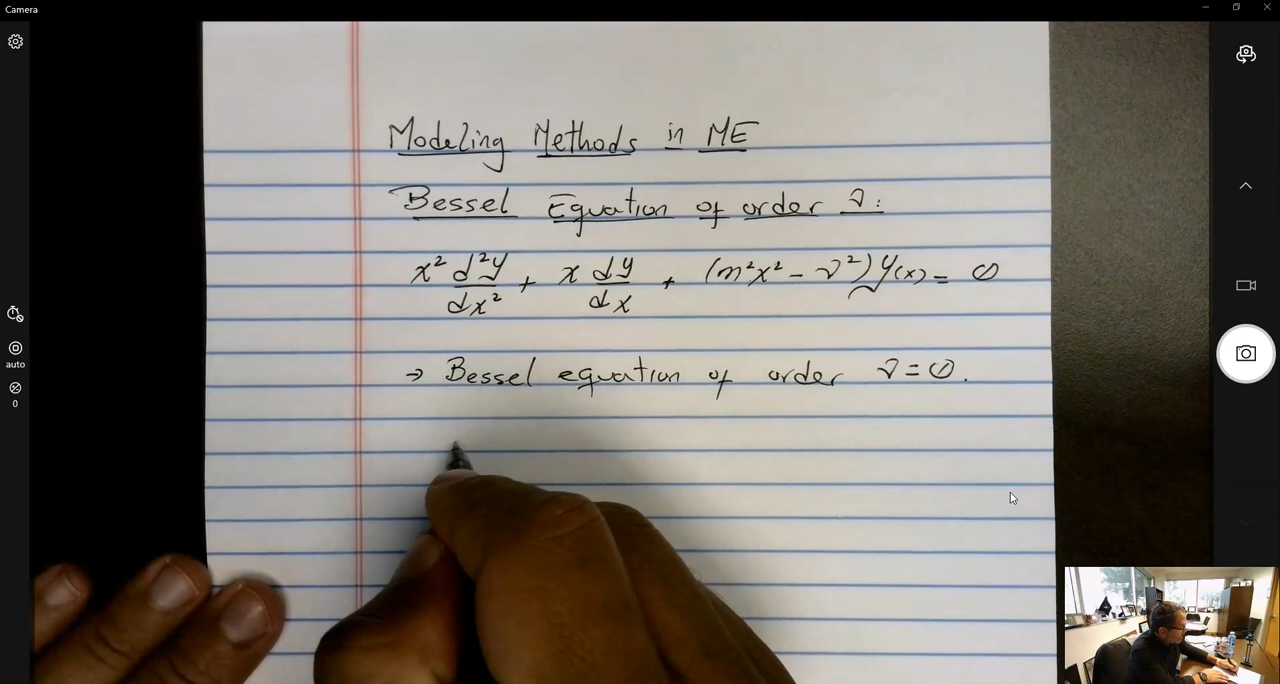 Camera
Modeling Methods in ME
Bessel Equation of order ν:
x² d²y/dx² + x dy/dx + (m²x² - ν²) y(x) = 0
→ Bessel equation of order ν = 0.
auto
0